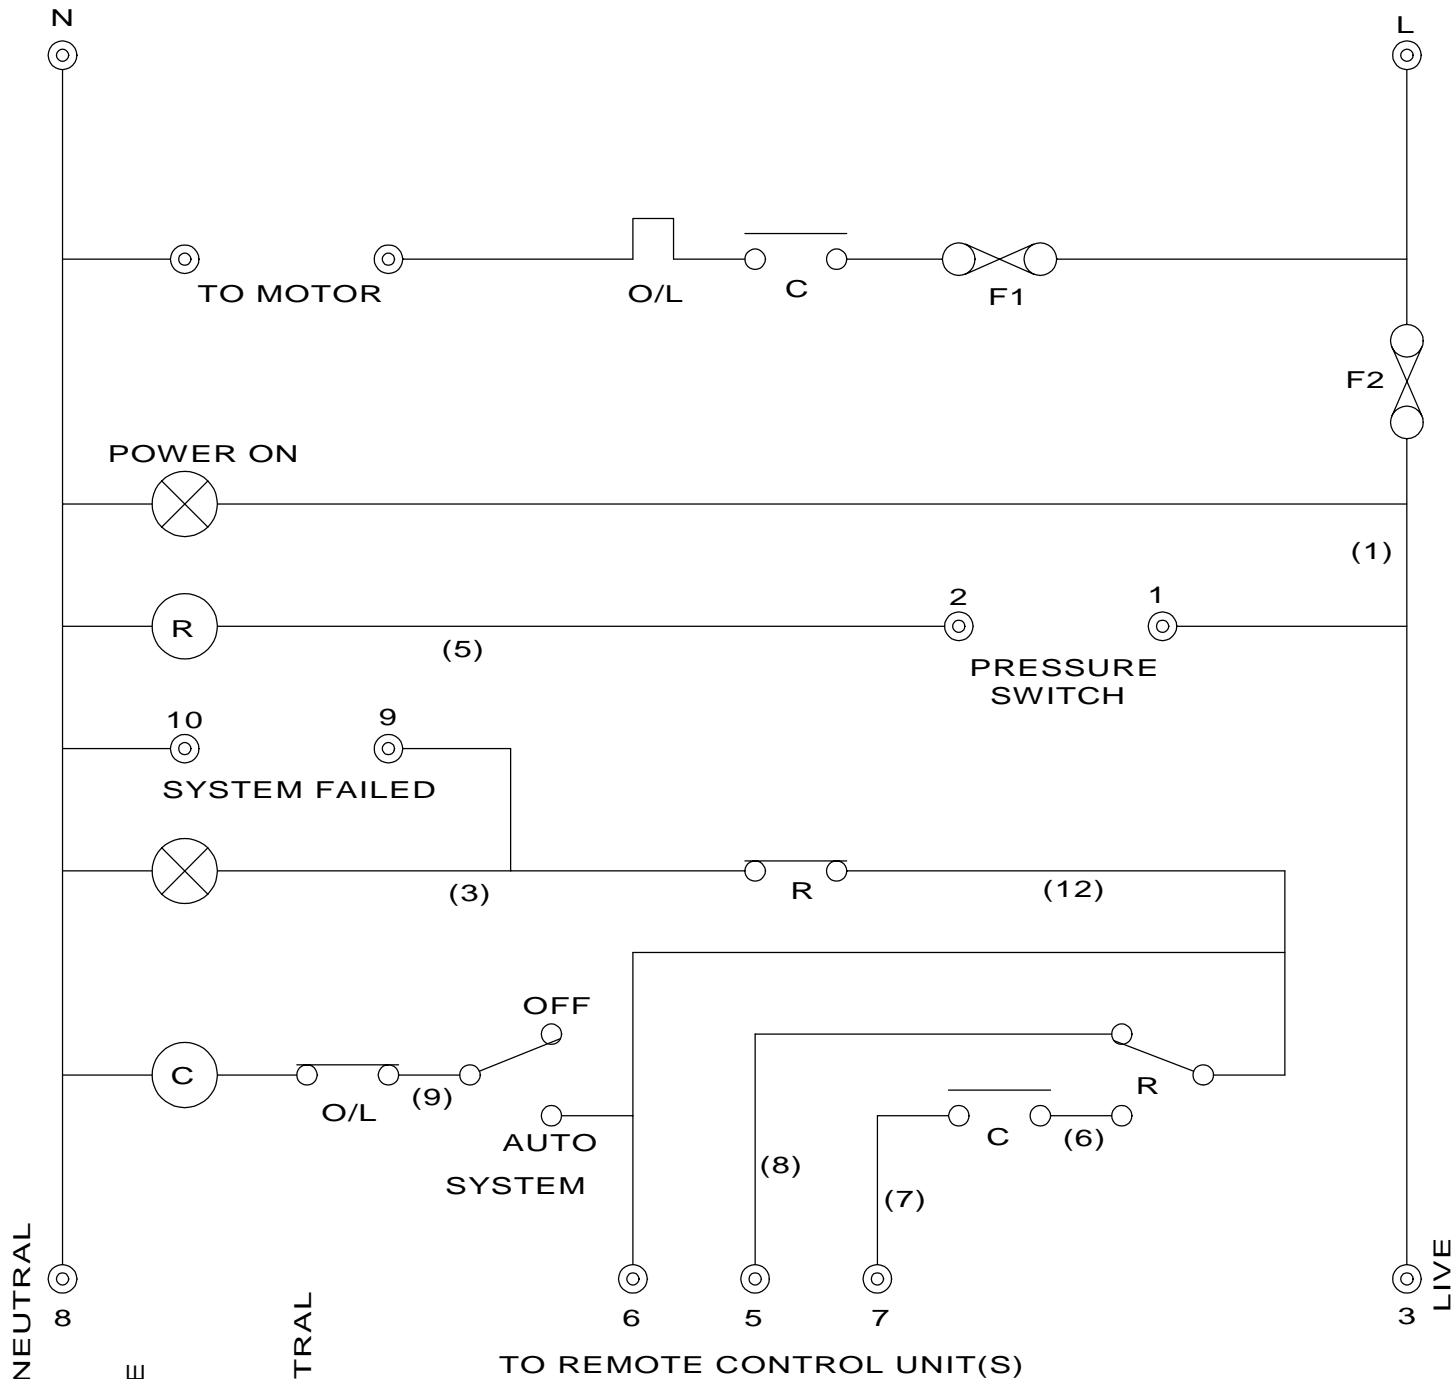 N
L
TO MOTOR
O/L
C
F1
F2
POWER ON
(1)
R
(5)
2
1
PRESSURE
SWITCH
10
9
SYSTEM FAILED
(3)
R
(12)
OFF
C
O/L
(9)
AUTO
SYSTEM
R
C
(6)
(8)
(7)
NEUTRAL
8
6
5
7
3
LIVE
E
TRAL
TO REMOTE CONTROL UNIT(S)